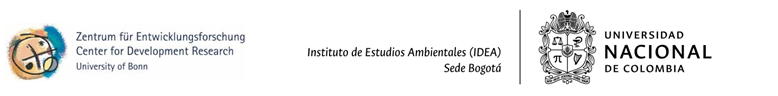 Zentrum für Entwicklungsforschung
Center for Development Research
University of Bonn
Instituto de Estudios Ambientales (IDEA)
Sede Bogotá
UNIVERSIDAD
NACIONAL
DE COLOMBIA